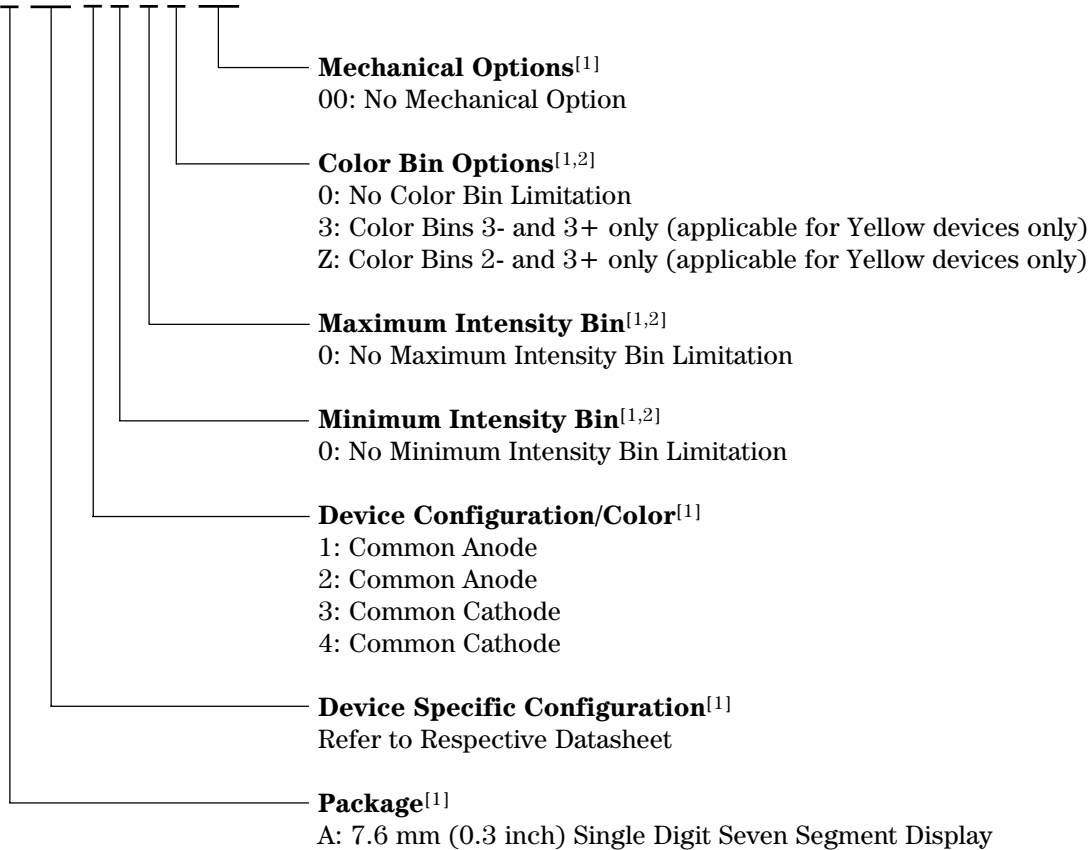 Mechanical Options[1]
00: No Mechanical Option
Color Bin Options[1,2]
0: No Color Bin Limitation
3: Color Bins 3- and 3+ only (applicable for Yellow devices only)
Z: Color Bins 2- and 3+ only (applicable for Yellow devices only)
Maximum Intensity Bin[1,2]
0: No Maximum Intensity Bin Limitation
Minimum Intensity Bin[1,2]
0: No Minimum Intensity Bin Limitation
Device Configuration/Color[1]
1: Common Anode
2: Common Anode
3: Common Cathode
4: Common Cathode
Device Specific Configuration[1]
Refer to Respective Datasheet
Package[1]
A: 7.6 mm (0.3 inch) Single Digit Seven Segment Display